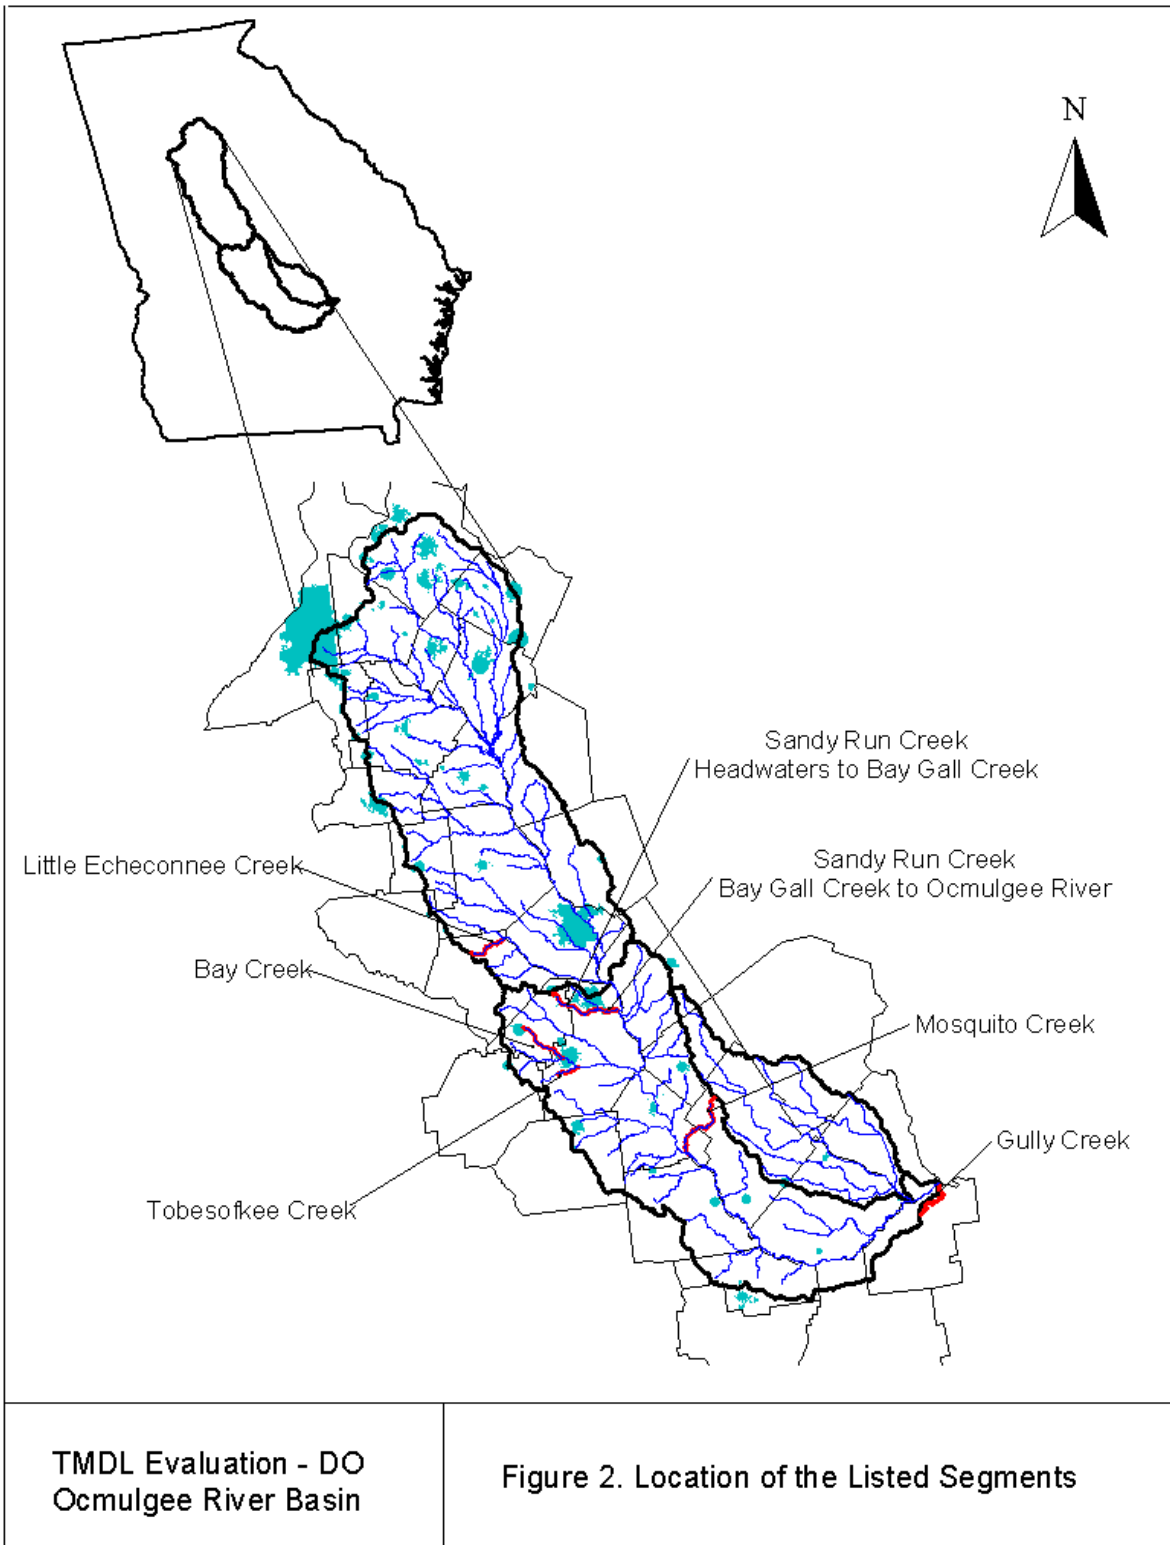 N
Sandy Run Creek
Headwaters to Bay Gall Creek
Little Echeconnee Creek
Sandy Run Creek
Bay Gall Creek to Ocmulgee River
Bay Creek
Mosquito Creek
Gully Creek
Tobesofkee Creek
TMDL Evaluation - DO
Ocmulgee River Basin
Figure 2. Location of the Listed Segments